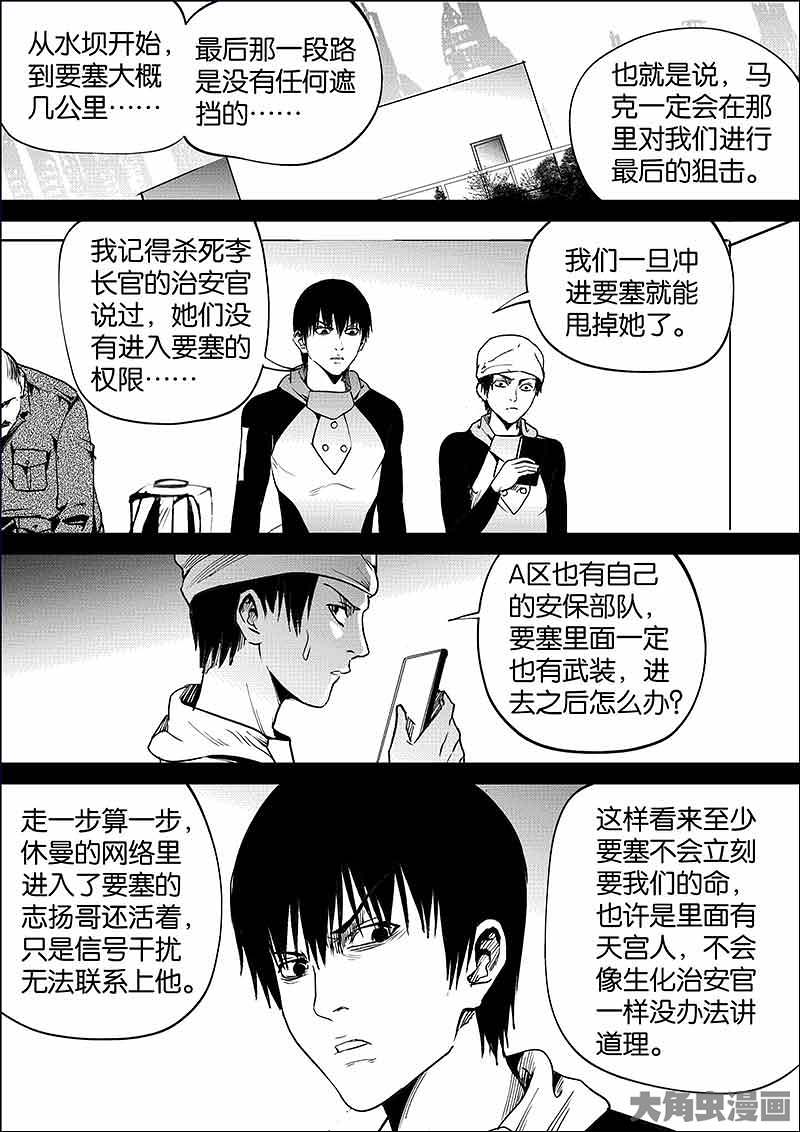 从水坝开始，
到要塞大概
几公里……
最后那一段路
是没有任何遮
挡的……
也就是说，马
克一定会在那
里对我们进行
最后的狙击。
我记得杀死李
长官的治安官
说过，她们没
有进入要塞的
权限……
我们一旦冲
进要塞就能
甩掉她了。
A区也有自己
的安保部队，
要塞里面一定
也有武装，进
去之后怎么办？
走一步算一步，
休曼的网络里
进入了要塞的
志扬哥还活着，
只是信号干扰
无法联系上他。
这样看来至少
要塞不会立刻
要我们的命，
也许是里面有
天宫人，不会
像生化治安官
一样没办法讲
道理。
大角虫漫画